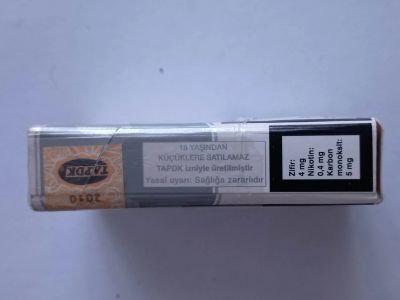 TAPDK
2010
18 YAŞINDAN
KÜÇÜKLERE SATILAMAZ
TAPDK izniyle üretilmiştir
Yasal uyarı: Sağlığa zararlıdır
Zifir:
4 mg
Nikotin:
0,4 mg
Karbon
monoksit:
5 mg